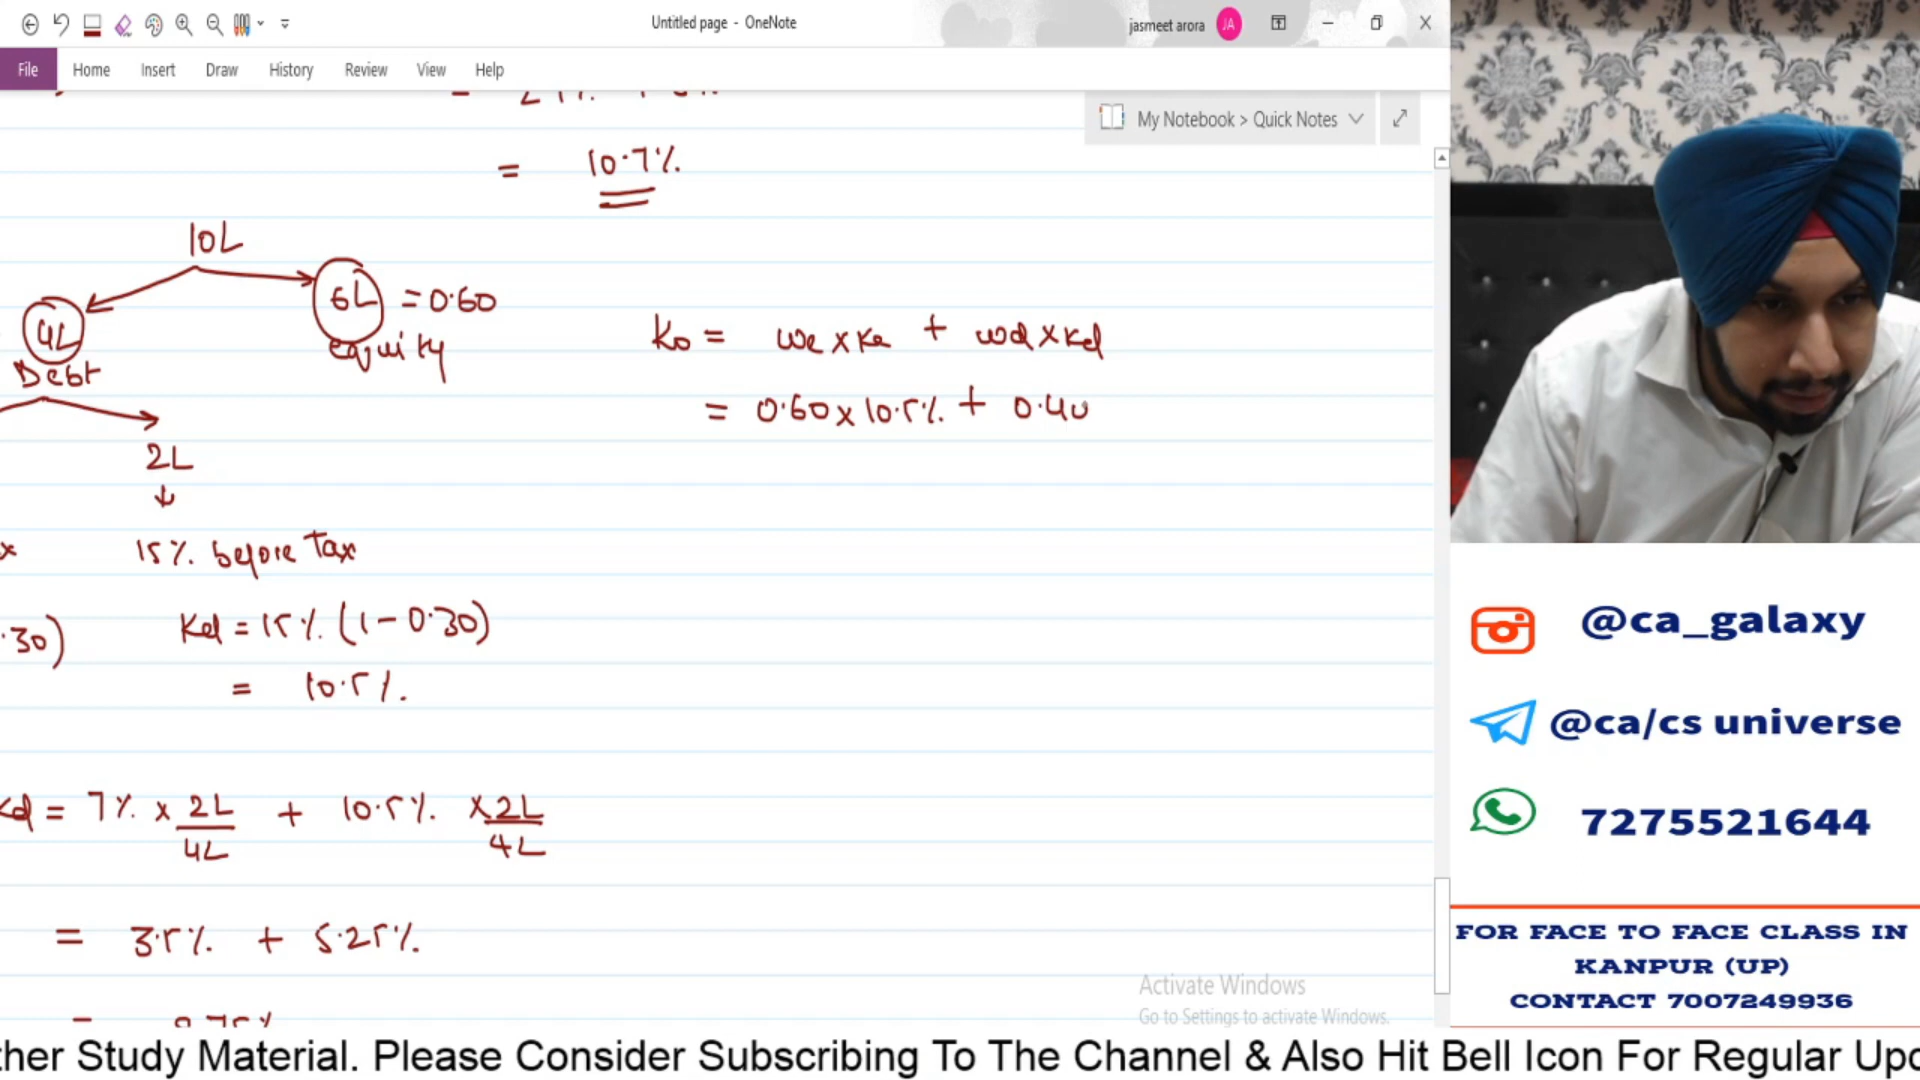 Untitled page - OneNote
jasmeet arora
JA
File Home Insert Draw History Review View Help
My Notebook > Quick Notes
= 10.7%
10L
4L
Debt
6L = 0.60
equity
Ko = we x Ke + wd x Kd
= 0.60 x 10.5% + 0.40
2L
15% before Tax
.30)
Kd = 15% (1 - 0.30)
= 10.5%.
Kd = 7% x 2L/4L + 10.5% x 2L/4L
= 3.5% + 5.25%
Activate Windows
Go to Settings to activate Windows.
@ca_galaxy
@ca/cs universe
7275521644
FOR FACE TO FACE CLASS IN
KANPUR (UP)
CONTACT 7007249936
ther Study Material. Please Consider Subscribing To The Channel & Also Hit Bell Icon For Regular Upd